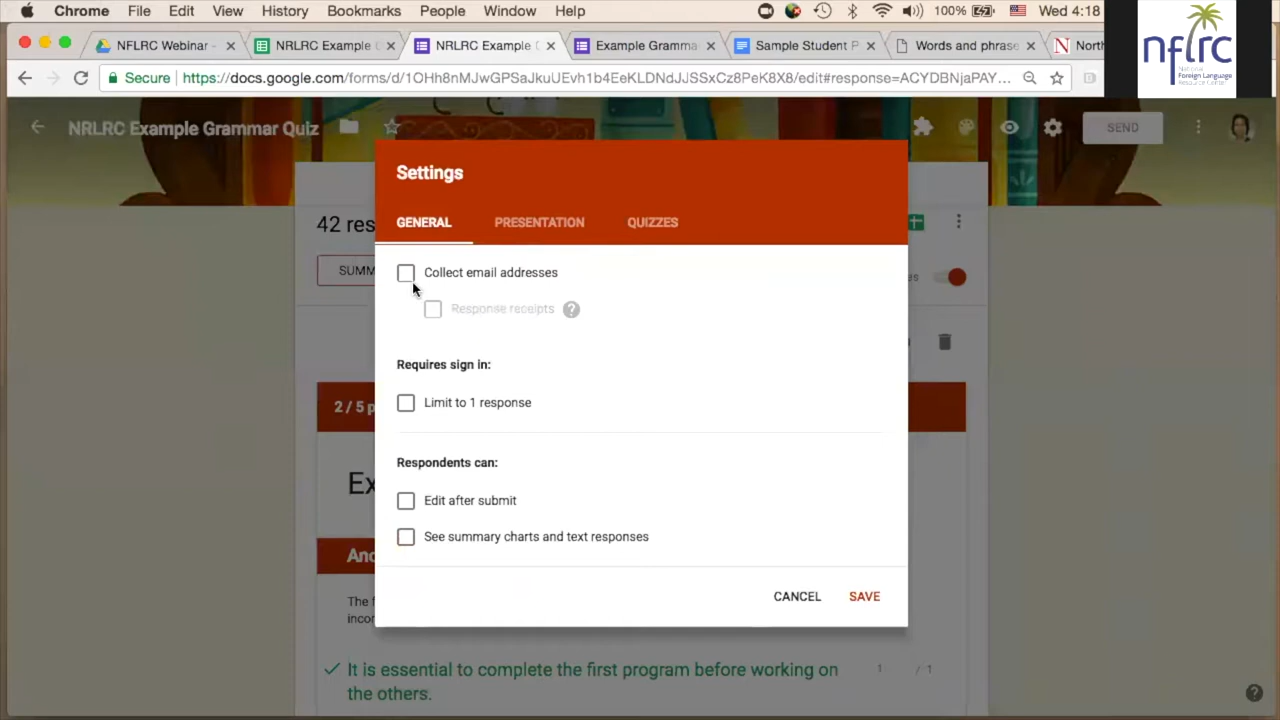 Chrome File Edit View History Bookmarks People Window Help 100% Wed 4:18
NFLRC Webinar - NRLRC Example NRLRC Example Example Gramma Sample Student P Words and phrase North
Secure https://docs.google.com/forms/d/1OHh8nMJwGPSaJkuUEvh1b4EeKLDNdJJSSxCz8PeK8X8/edit#response=ACYDBNjaPAY...
nflrc
National
Foreign Language
Resource Center
NRLRC Example Grammar Quiz SEND
Settings
GENERAL PRESENTATION QUIZZES
42 res
SUMM
Collect email addresses
Response receipts ?
Requires sign in:
Limit to 1 response
2 / 5 p
Respondents can:
Ex
Edit after submit
See summary charts and text responses
Ano
CANCEL SAVE
The f
incor
It is essential to complete the first program before working on
the others.
1 / 1
?